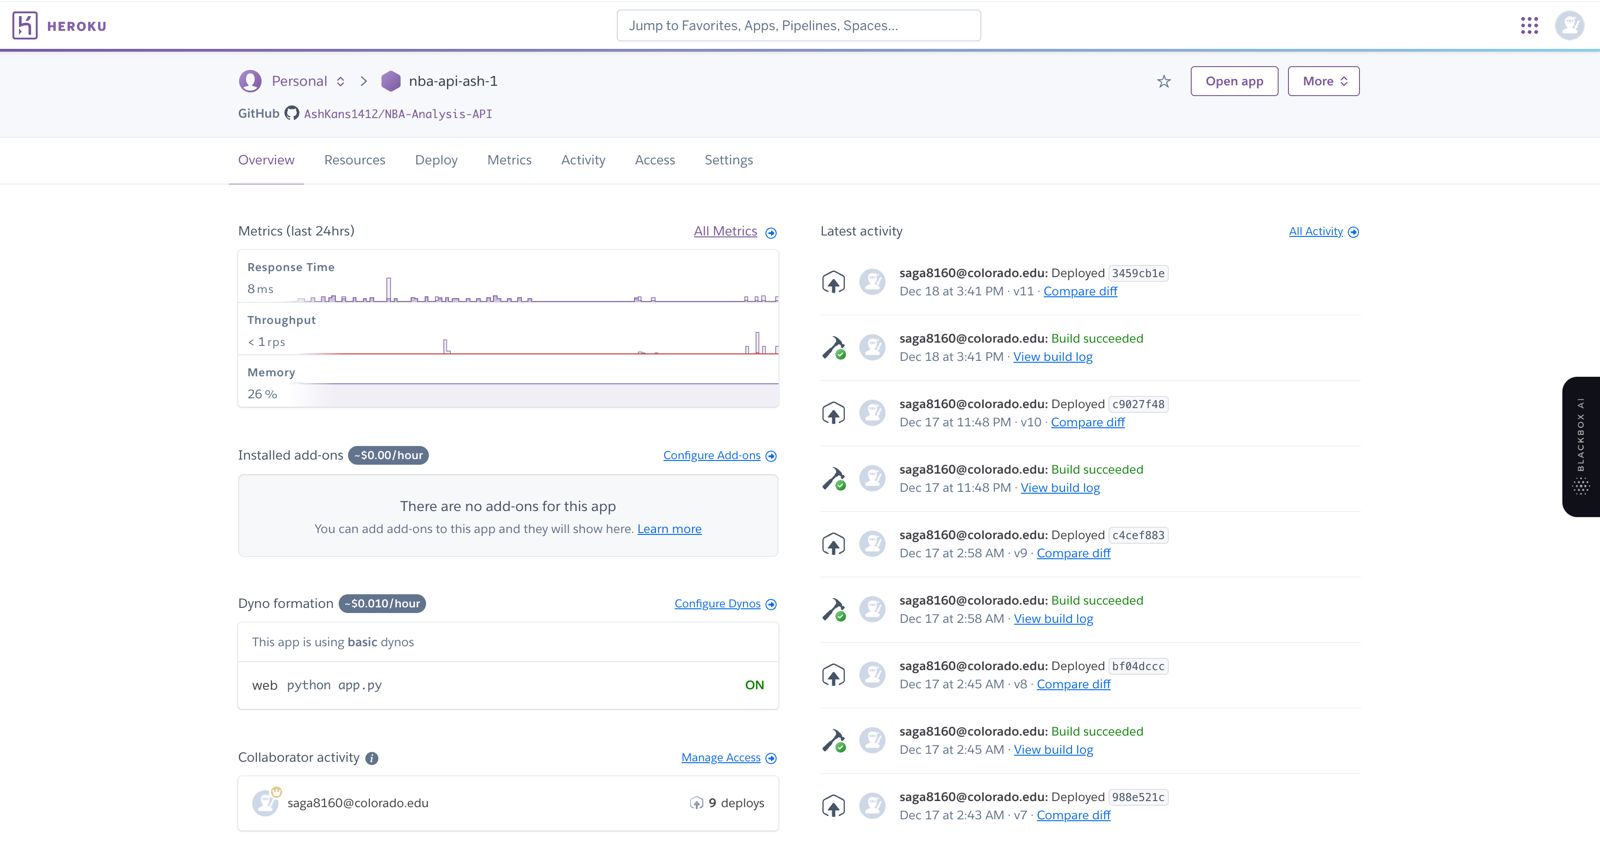 HEROKU
Jump to Favorites, Apps, Pipelines, Spaces...
Personal
nba-api-ash-1
Open app
More
GitHub AshKans1412/NBA-Analysis-API
Overview
Resources
Deploy
Metrics
Activity
Access
Settings
Metrics (last 24hrs)
All Metrics
Response Time
8 ms
Throughput
< 1 rps
Memory
26 %
Installed add-ons ~$0.00/hour
Configure Add-ons
There are no add-ons for this app
You can add add-ons to this app and they will show here. Learn more
Dyno formation ~$0.010/hour
Configure Dynos
This app is using basic dynos
web python app.py
ON
Collaborator activity
Manage Access
saga8160@colorado.edu
9 deploys
Latest activity
All Activity
saga8160@colorado.edu: Deployed 3459cb1e
Dec 18 at 3:41 PM · v11 · Compare diff
saga8160@colorado.edu: Build succeeded
Dec 18 at 3:41 PM · View build log
saga8160@colorado.edu: Deployed c9027f48
Dec 17 at 11:48 PM · v10 · Compare diff
saga8160@colorado.edu: Build succeeded
Dec 17 at 11:48 PM · View build log
saga8160@colorado.edu: Deployed c4cef883
Dec 17 at 2:58 AM · v9 · Compare diff
saga8160@colorado.edu: Build succeeded
Dec 17 at 2:58 AM · View build log
saga8160@colorado.edu: Deployed bf04dccc
Dec 17 at 2:45 AM · v8 · Compare diff
saga8160@colorado.edu: Build succeeded
Dec 17 at 2:45 AM · View build log
saga8160@colorado.edu: Deployed 988e521c
Dec 17 at 2:43 AM · v7 · Compare diff
BLACKBOX AI